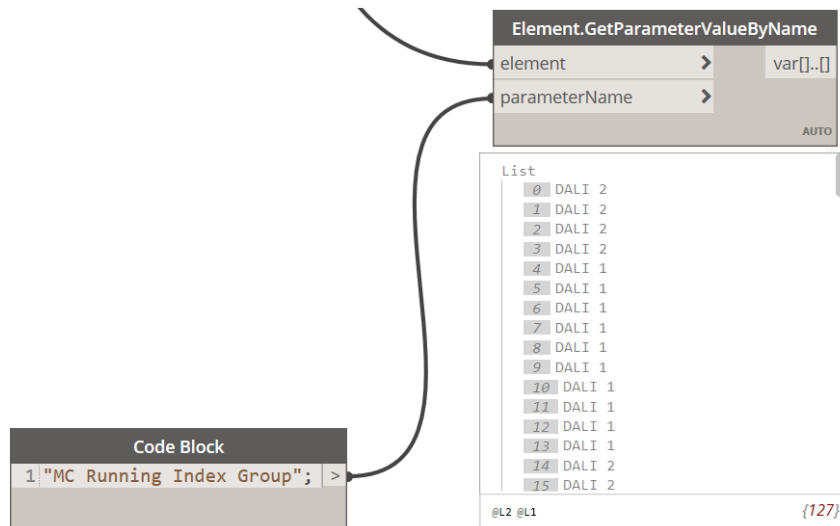 Element.GetParameterValueByName
element > var[]..[]
parameterName >
AUTO
List
0 DALI 2
1 DALI 2
2 DALI 2
3 DALI 2
4 DALI 1
5 DALI 1
6 DALI 1
7 DALI 1
8 DALI 1
9 DALI 1
10 DALI 1
11 DALI 1
12 DALI 1
13 DALI 1
14 DALI 2
15 DALI 2
@L2 @L1 {127}
Code Block
1 "MC Running Index Group"; >